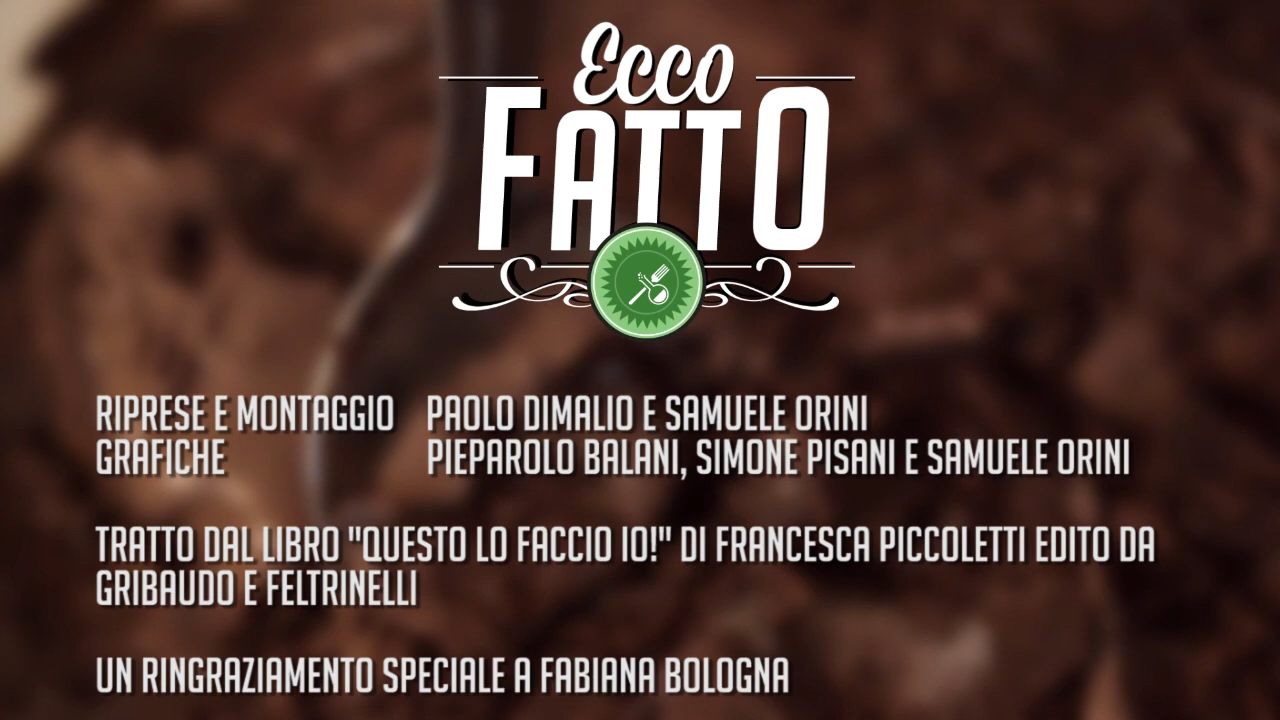 Ecco
FATTO
RIPRESE E MONTAGGIO PAOLO DIMALIO E SAMUELE ORINI
GRAFICHE PIEPAROLO BALANI, SIMONE PISANI E SAMUELE ORINI
TRATTO DAL LIBRO "QUESTO LO FACCIO IO!" DI FRANCESCA PICCOLETTI EDITO DA
GRIBAUDO E FELTRINELLI
UN RINGRAZIAMENTO SPECIALE A FABIANA BOLOGNA